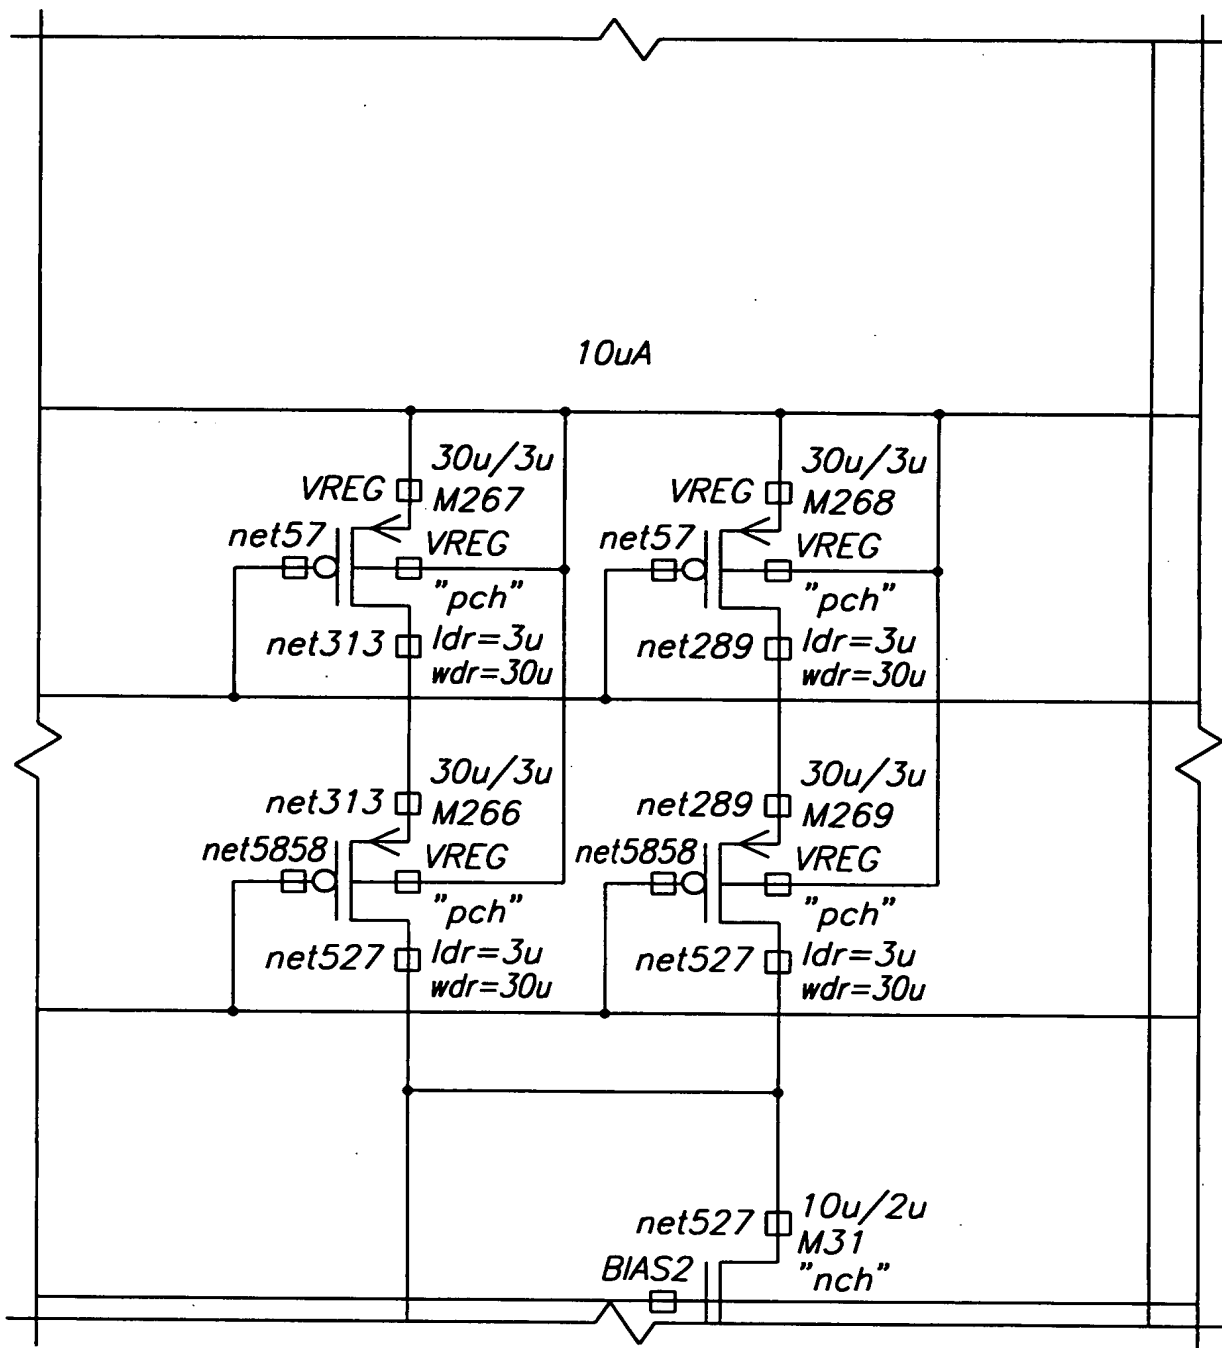 10uA
30u/3u
VREG M267
net57 VREG
"pch"
net313 ldr=3u
wdr=30u
30u/3u
VREG M268
net57 VREG
"pch"
net289 ldr=3u
wdr=30u
30u/3u
net313 M266
net5858 VREG
"pch"
net527 ldr=3u
wdr=30u
30u/3u
net289 M269
net5858 VREG
"pch"
net527 ldr=3u
wdr=30u
10u/2u
net527 M31
BIAS2 "nch"